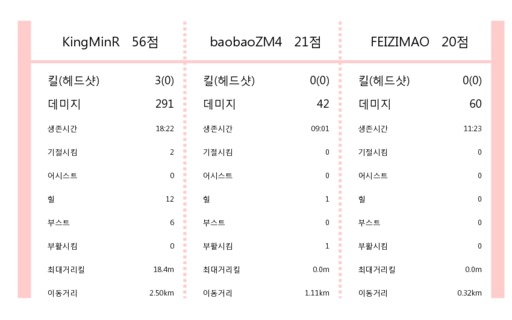 KingMinR 56점 baobaoZM4 21점 FEIZIMAO 20점
킬(헤드샷) 3(0) 킬(헤드샷) 0(0) 킬(헤드샷) 0(0)
데미지 291 데미지 42 데미지 60
생존시간 18:22 생존시간 09:01 생존시간 11:23
기절시킴 2 기절시킴 0 기절시킴 0
어시스트 0 어시스트 0 어시스트 0
힐 12 힐 1 힐 0
부스트 6 부스트 0 부스트 0
부활시킴 0 부활시킴 1 부활시킴 0
최대거리킬 18.4m 최대거리킬 0.0m 최대거리킬 0.0m
이동거리 2.50km 이동거리 1.11km 이동거리 0.32km